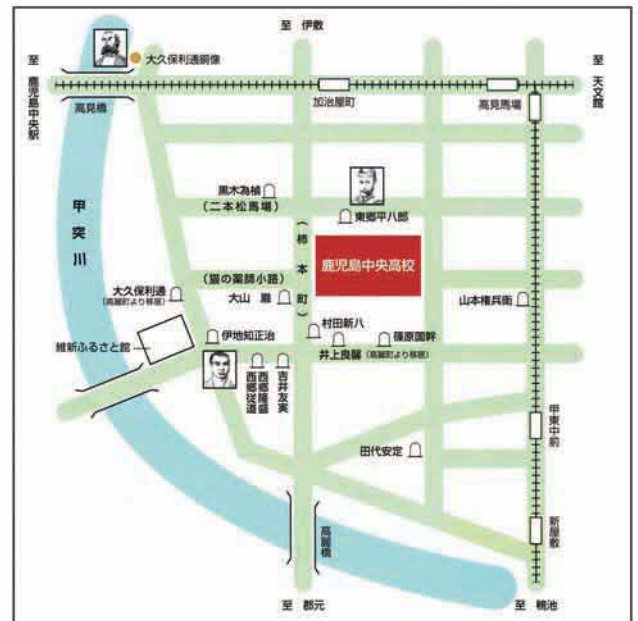 至 伊敷
至 鹿児島中央駅
大久保利通銅像
至 天文館
高見橋
加治屋町
高見馬場
甲突川
黒木為楨
(二本松馬場)
東郷平八郎
(柿本町)
鹿児島中央高校
(猫の薬師小路)
大久保利通
(高麗町より移居)
大山 巌
山本権兵衛
維新ふるさと館
伊地知正治
村田新八
篠原国幹
井上良馨
(高麗町より移居)
西郷従道
西郷隆盛
吉井友実
田代安定
甲東中前
新屋敷
高麗橋
至 郡元
至 鴨池